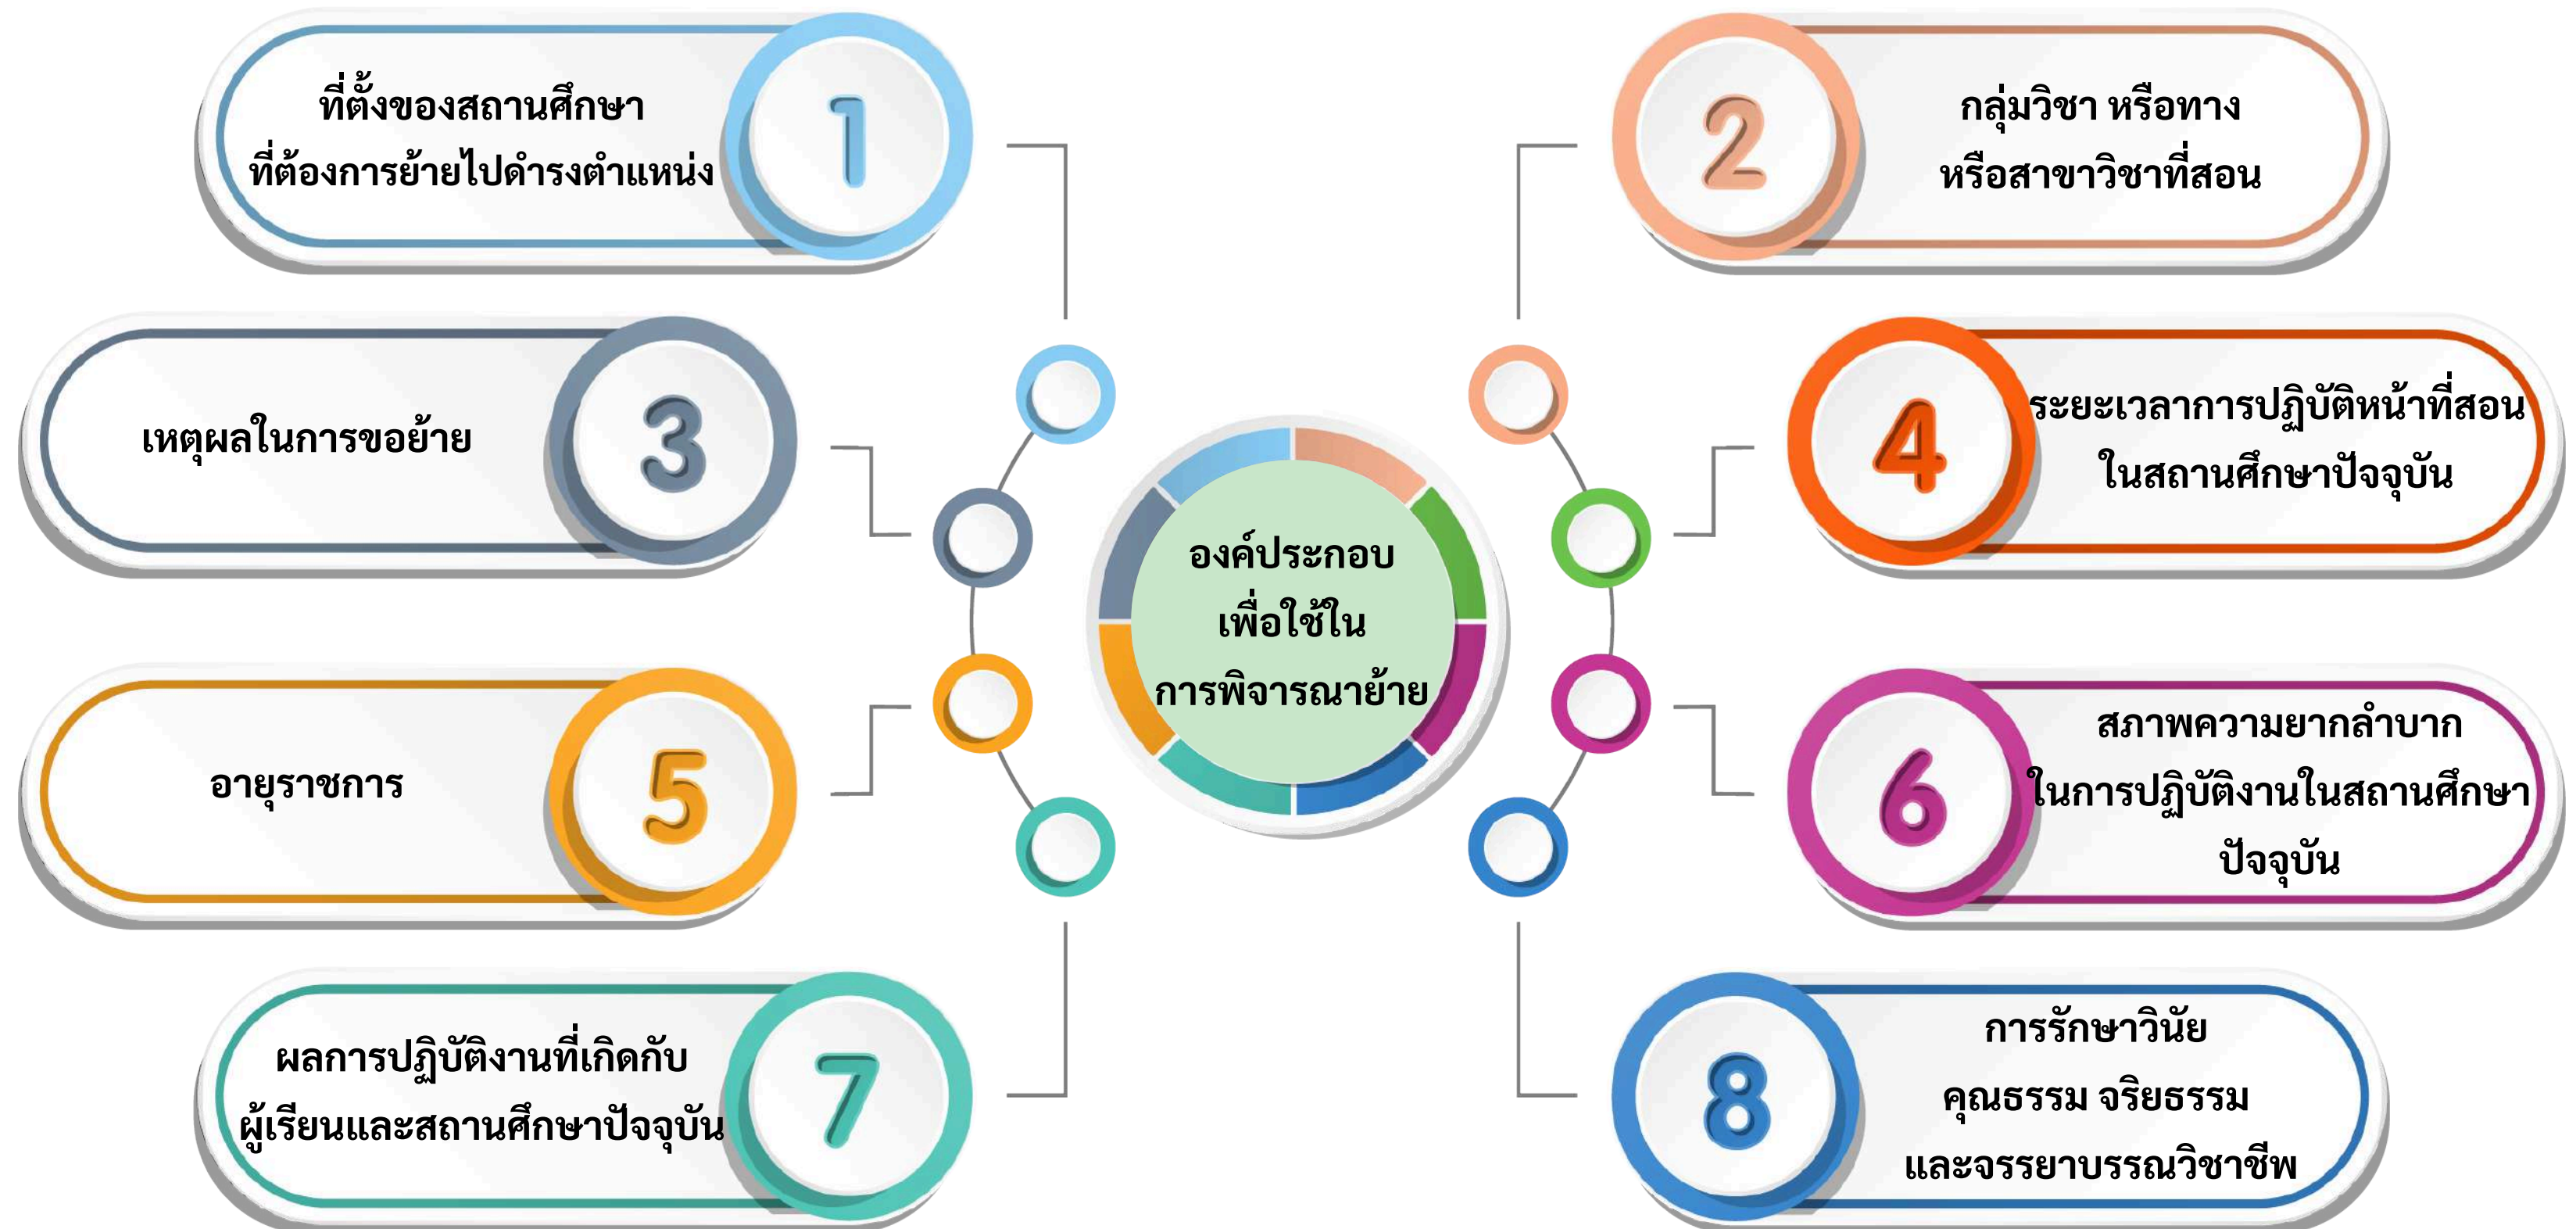 ที่ตั้งของสถานศึกษา
ที่ต้องการย้ายไปดำรงตำแหน่ง
1
2
กลุ่มวิชา หรือทาง
หรือสาขาวิชาที่สอน
เหตุผลในการขอย้าย
3
4
ระยะเวลาการปฏิบัติหน้าที่สอน
ในสถานศึกษาปัจจุบัน
องค์ประกอบ
เพื่อใช้ใน
การพิจารณาย้าย
อายุราชการ
5
6
สภาพความยากลำบาก
ในการปฏิบัติงานในสถานศึกษา
ปัจจุบัน
ผลการปฏิบัติงานที่เกิดกับ
ผู้เรียนและสถานศึกษาปัจจุบัน
7
8
การรักษาวินัย
คุณธรรม จริยธรรม
และจรรยาบรรณวิชาชีพ